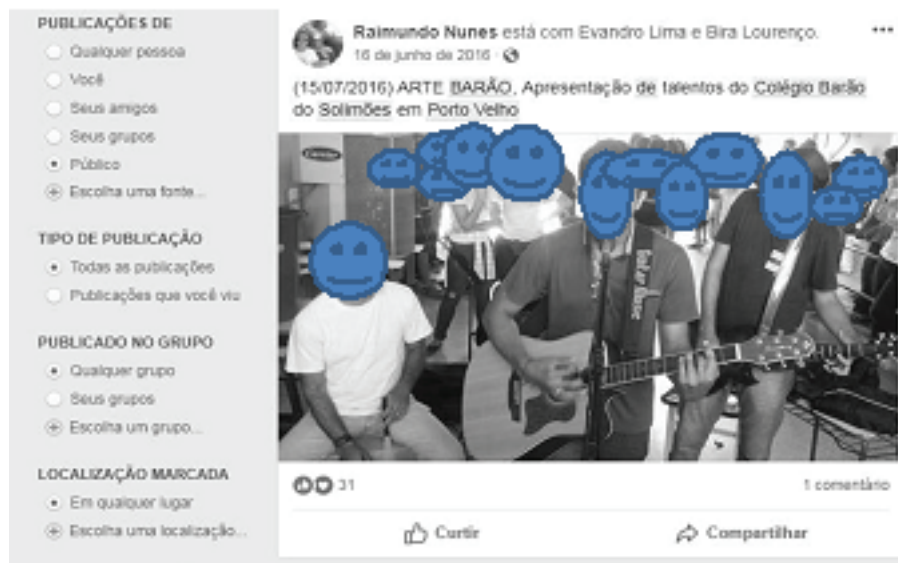 PUBLICAÇÕES DE
Qualquer pessoa
Você
Seus amigos
Seus grupos
Público
Escolha uma fonte...
TIPO DE PUBLICAÇÃO
Todas as publicações
Publicações que você viu
PUBLICADO NO GRUPO
Qualquer grupo
Seus grupos
Escolha um grupo...
LOCALIZAÇÃO MARCADA
Em qualquer lugar
Escolha uma localização...
Raimundo Nunes está com Evandro Lima e Bira Lourenço.
16 de junho de 2016 ·
(15/07/2016) ARTE BARÃO, Apresentação de talentos do Colégio Barão
do Solimões em Porto Velho
31
1 comentário
Curtir
Compartilhar